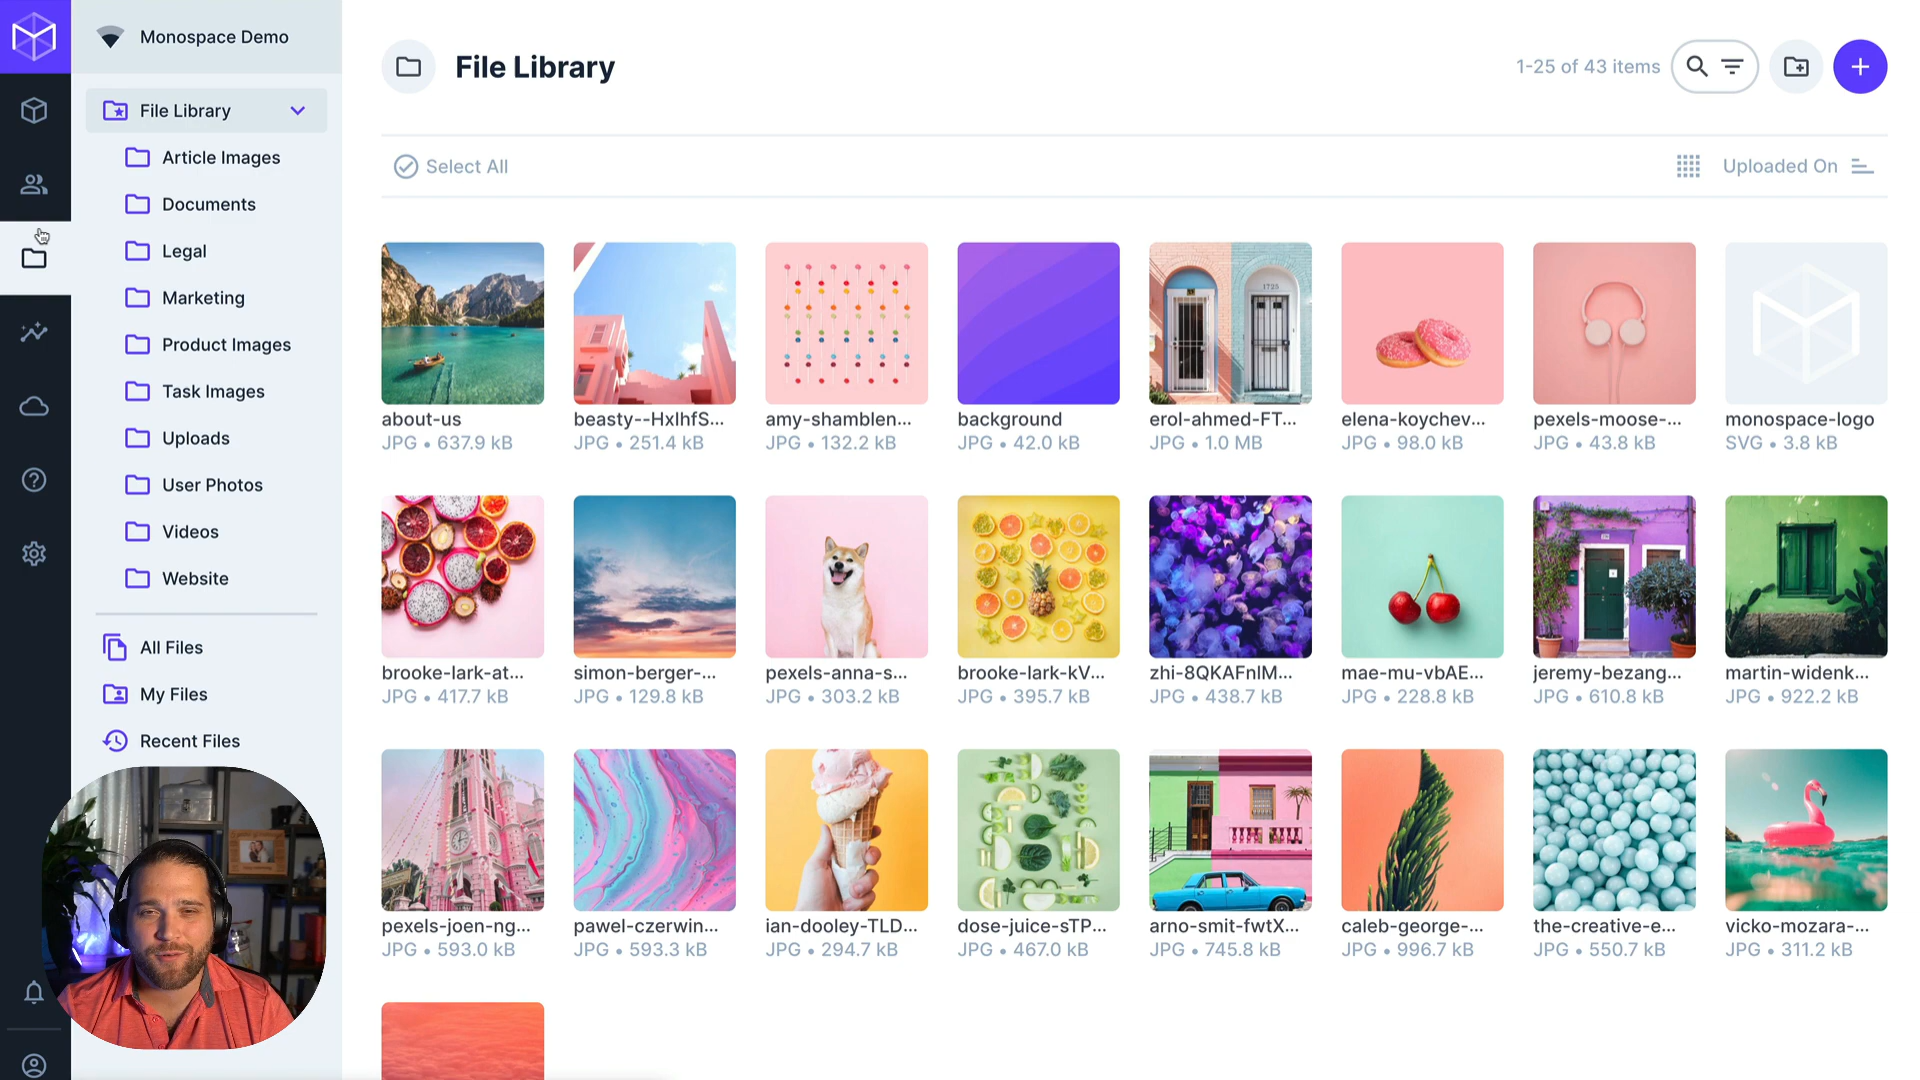 Monospace Demo
File Library
Article Images
Documents
Legal
Marketing
Product Images
Task Images
Uploads
User Photos
Videos
Website
All Files
My Files
Recent Files
File Library
1-25 of 43 items
Select All
Uploaded On
about-us
JPG • 637.9 kB
beasty--HxIhfS...
JPG • 251.4 kB
amy-shamblen...
JPG • 132.2 kB
background
JPG • 42.0 kB
1725
erol-ahmed-FT...
JPG • 1.0 MB
elena-koychev...
JPG • 98.0 kB
pexels-moose-...
JPG • 43.8 kB
monospace-logo
SVG • 3.8 kB
brooke-lark-at...
JPG • 417.7 kB
simon-berger-...
JPG • 129.8 kB
pexels-anna-s...
JPG • 303.2 kB
brooke-lark-kV...
JPG • 395.7 kB
zhi-8QKAFnIM...
JPG • 438.7 kB
mae-mu-vbAE...
JPG • 228.8 kB
jeremy-bezang...
JPG • 610.8 kB
martin-widenk...
JPG • 922.2 kB
pexels-joen-ng...
JPG • 593.0 kB
pawel-czerwin...
JPG • 593.3 kB
ian-dooley-TLD...
JPG • 294.7 kB
dose-juice-sTP...
JPG • 467.0 kB
arno-smit-fwtX...
JPG • 745.8 kB
caleb-george-...
JPG • 996.7 kB
the-creative-e...
JPG • 550.7 kB
vicko-mozara-...
JPG • 311.2 kB